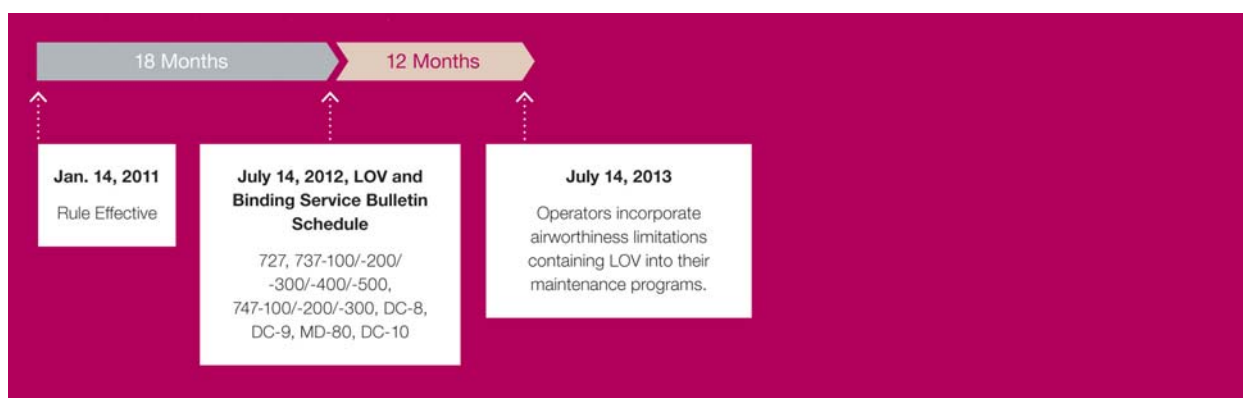 18 Months
12 Months
Jan. 14, 2011
Rule Effective
July 14, 2012, LOV and
Binding Service Bulletin
Schedule
727, 737-100/-200/
-300/-400/-500,
747-100/-200/-300, DC-8,
DC-9, MD-80, DC-10
July 14, 2013
Operators incorporate
airworthiness limitations
containing LOV into their
maintenance programs.